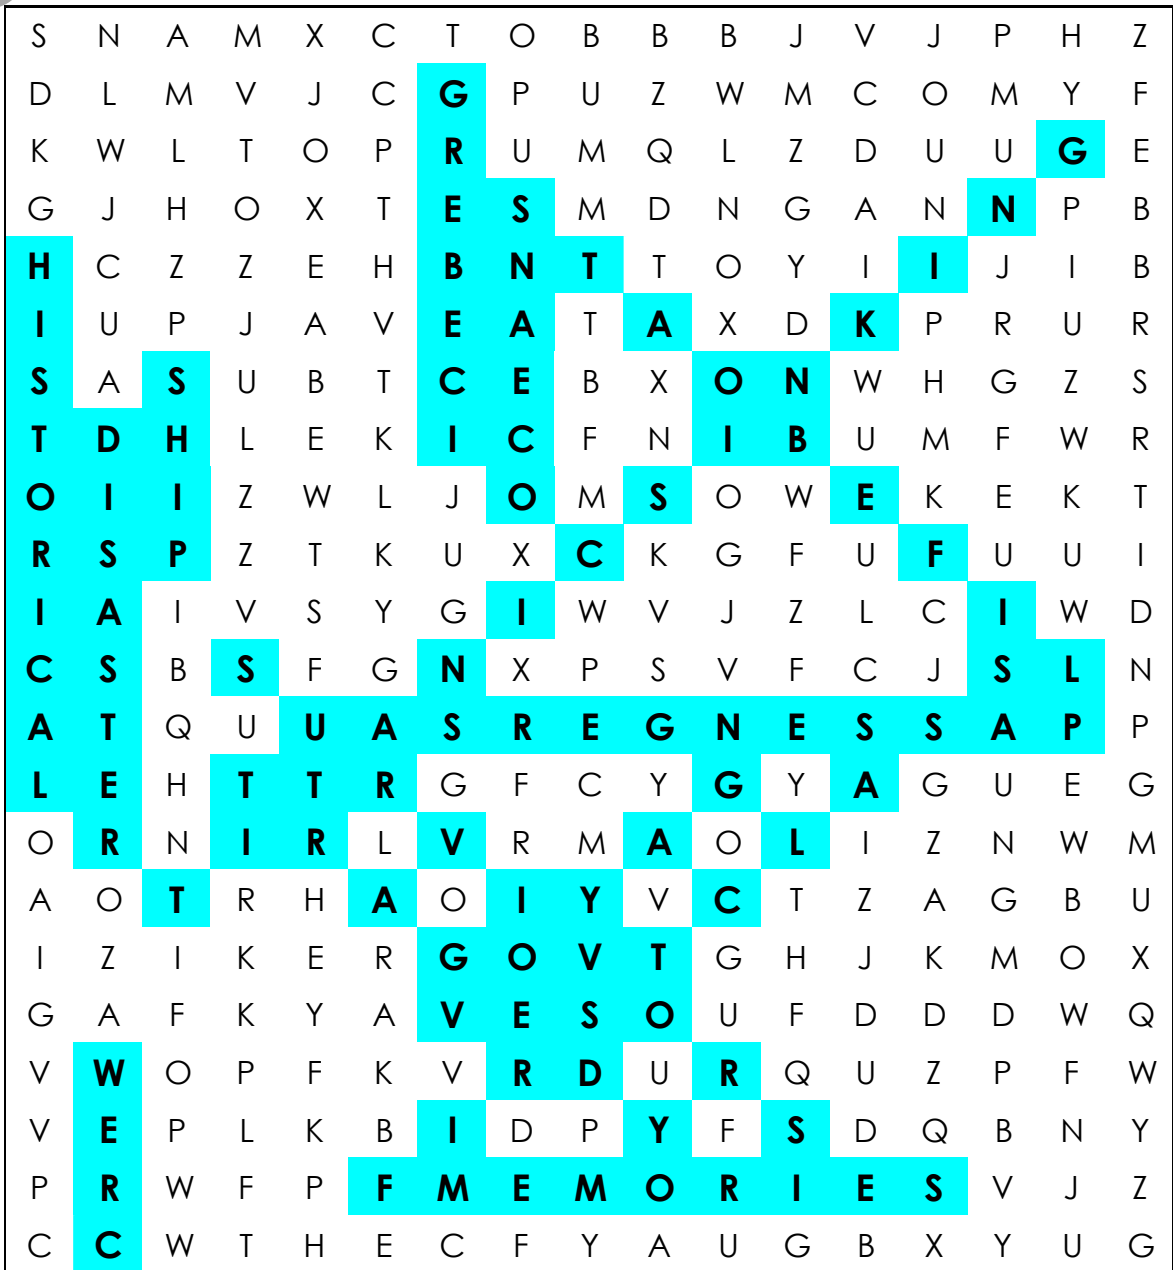 S N A M X C T O B B B J V J P H Z
D L M V J C G P U Z W M C O M Y F
K W L T O P R U M Q L Z D U U G E
G J H O X T E S M D N G A N N P B
H C Z Z E H B N T T O Y I I J I B
I U P J A V E A T A X D K P R U R
S A S U B T C E B X O N W H G Z S
T D H L E K I C F N I B U M F W R
O I I Z W L J O M S O W E K E K T
R S P Z T K U X C K G F U F U U I
I A I V S Y G I W V J Z L C I W D
C S B S F G N X P S V F C J S L N
A T Q U U A S R E G N E S S A P P
L E H T T R G F C Y G Y A G U E G
O R N I R L V R M A O L I Z N W M
A O T R H A O I Y V C T Z A G B U
I Z I K E R G O V T G H J K M O X
G A F K Y A V E S O U F D D D W Q
V W O P F K V R D U R Q U Z P F W
V E P L K B I D P Y F S D Q B N Y
P R W F P F M E M O R I E S V J Z
C C W T H E C F Y A U G B X Y U G